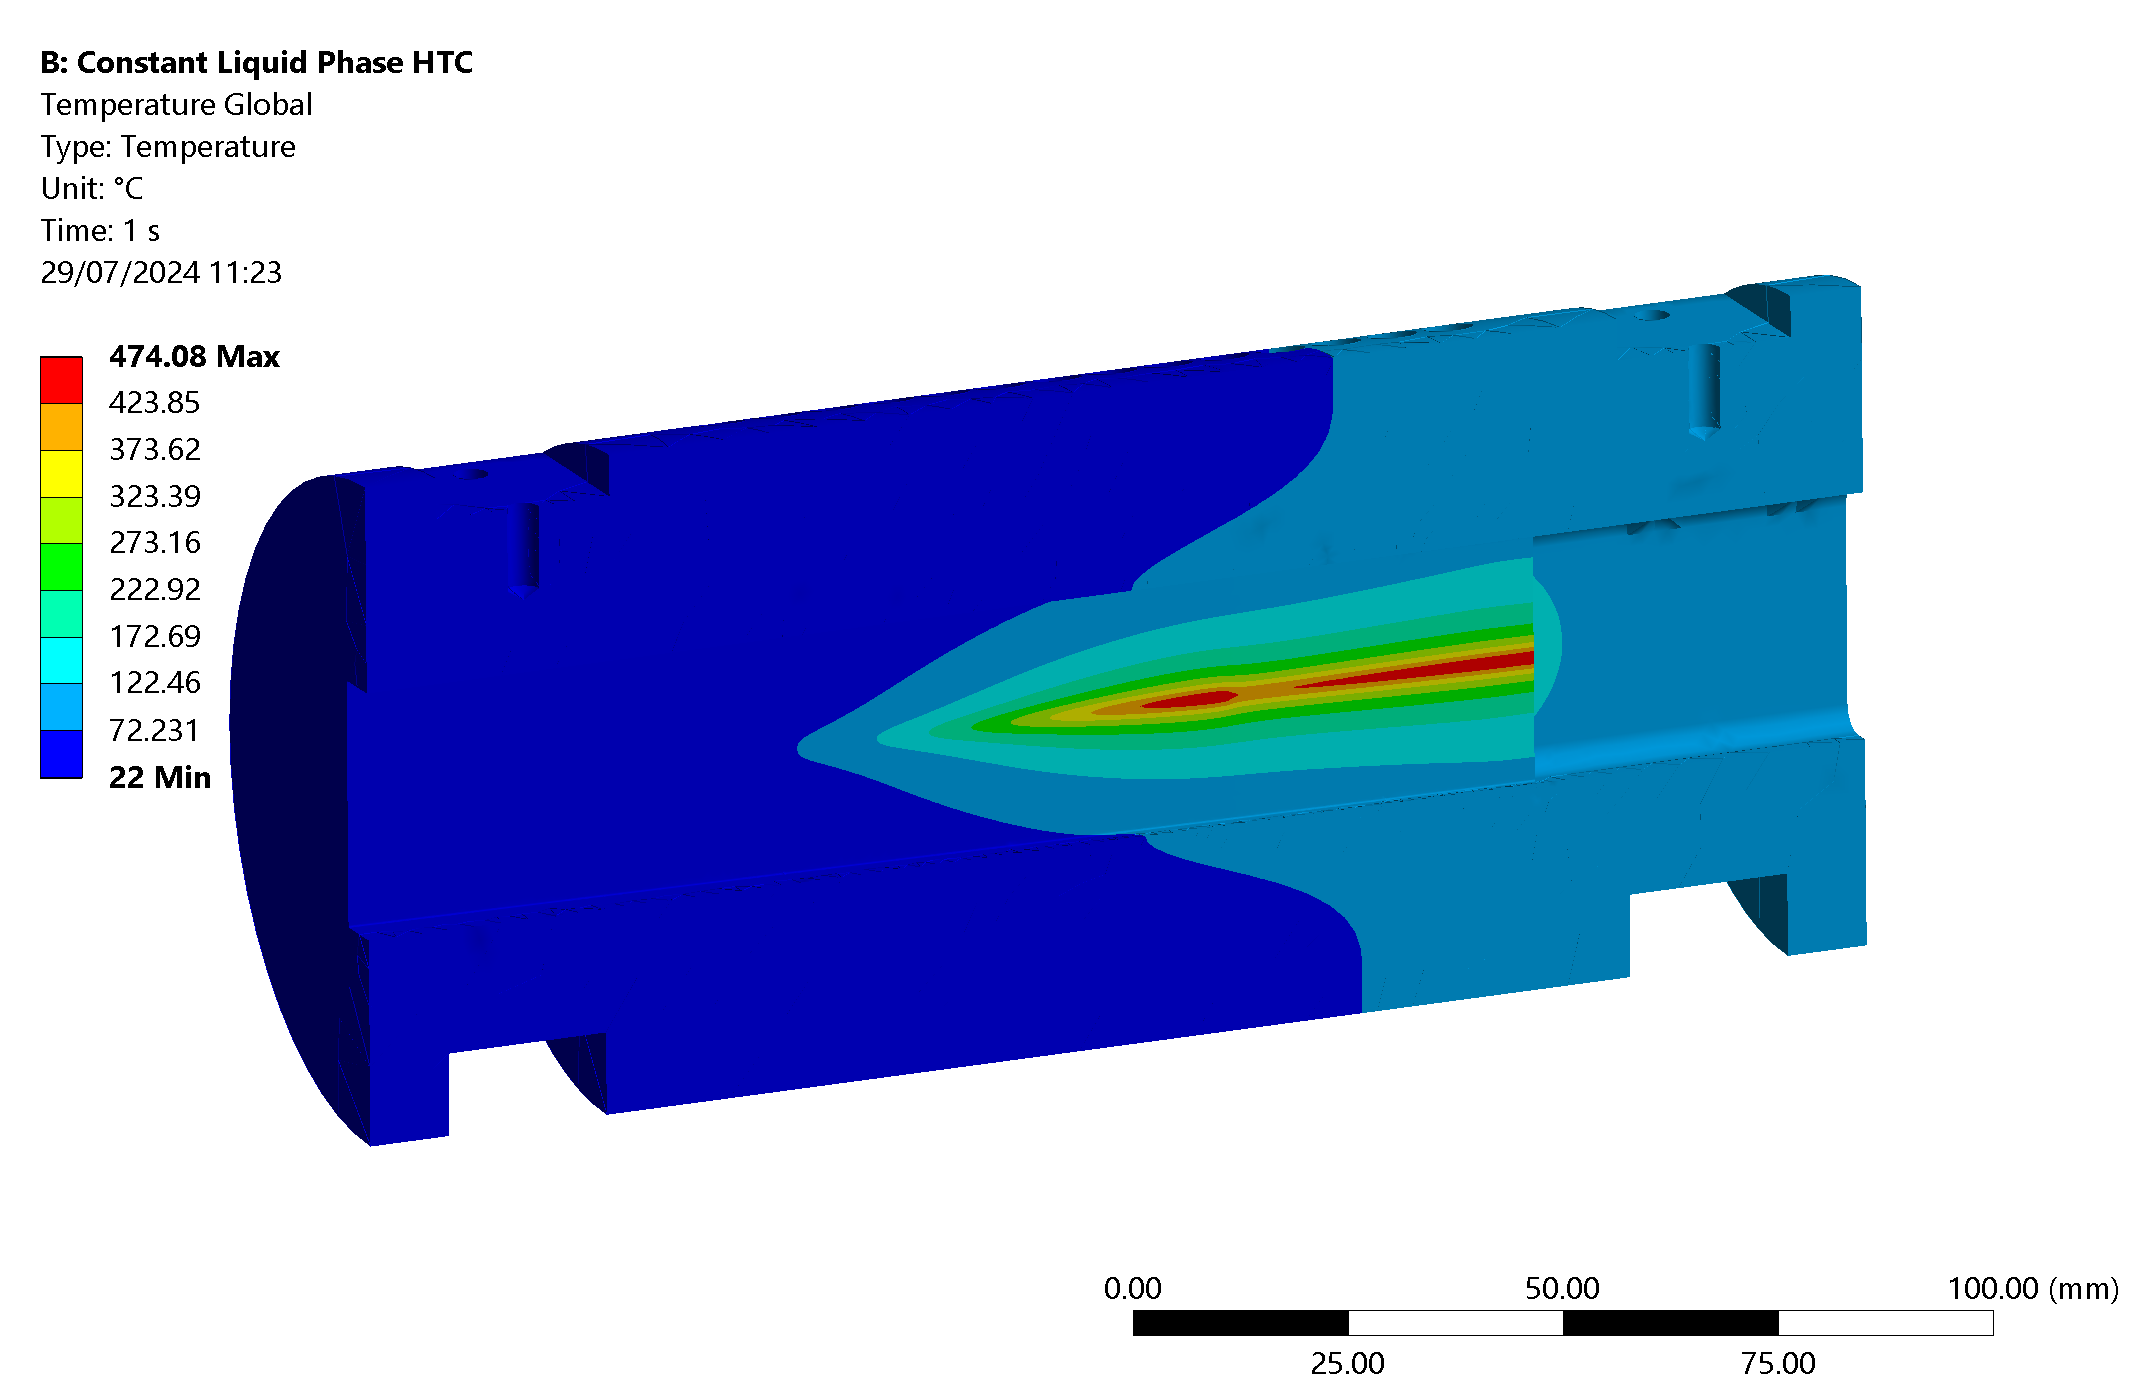 B: Constant Liquid Phase HTC
Temperature Global
Type: Temperature
Unit: °C
Time: 1 s
29/07/2024 11:23
474.08 Max
423.85
373.62
323.39
273.16
222.92
172.69
122.46
72.231
22 Min
0.00 50.00 100.00 (mm)
25.00 75.00